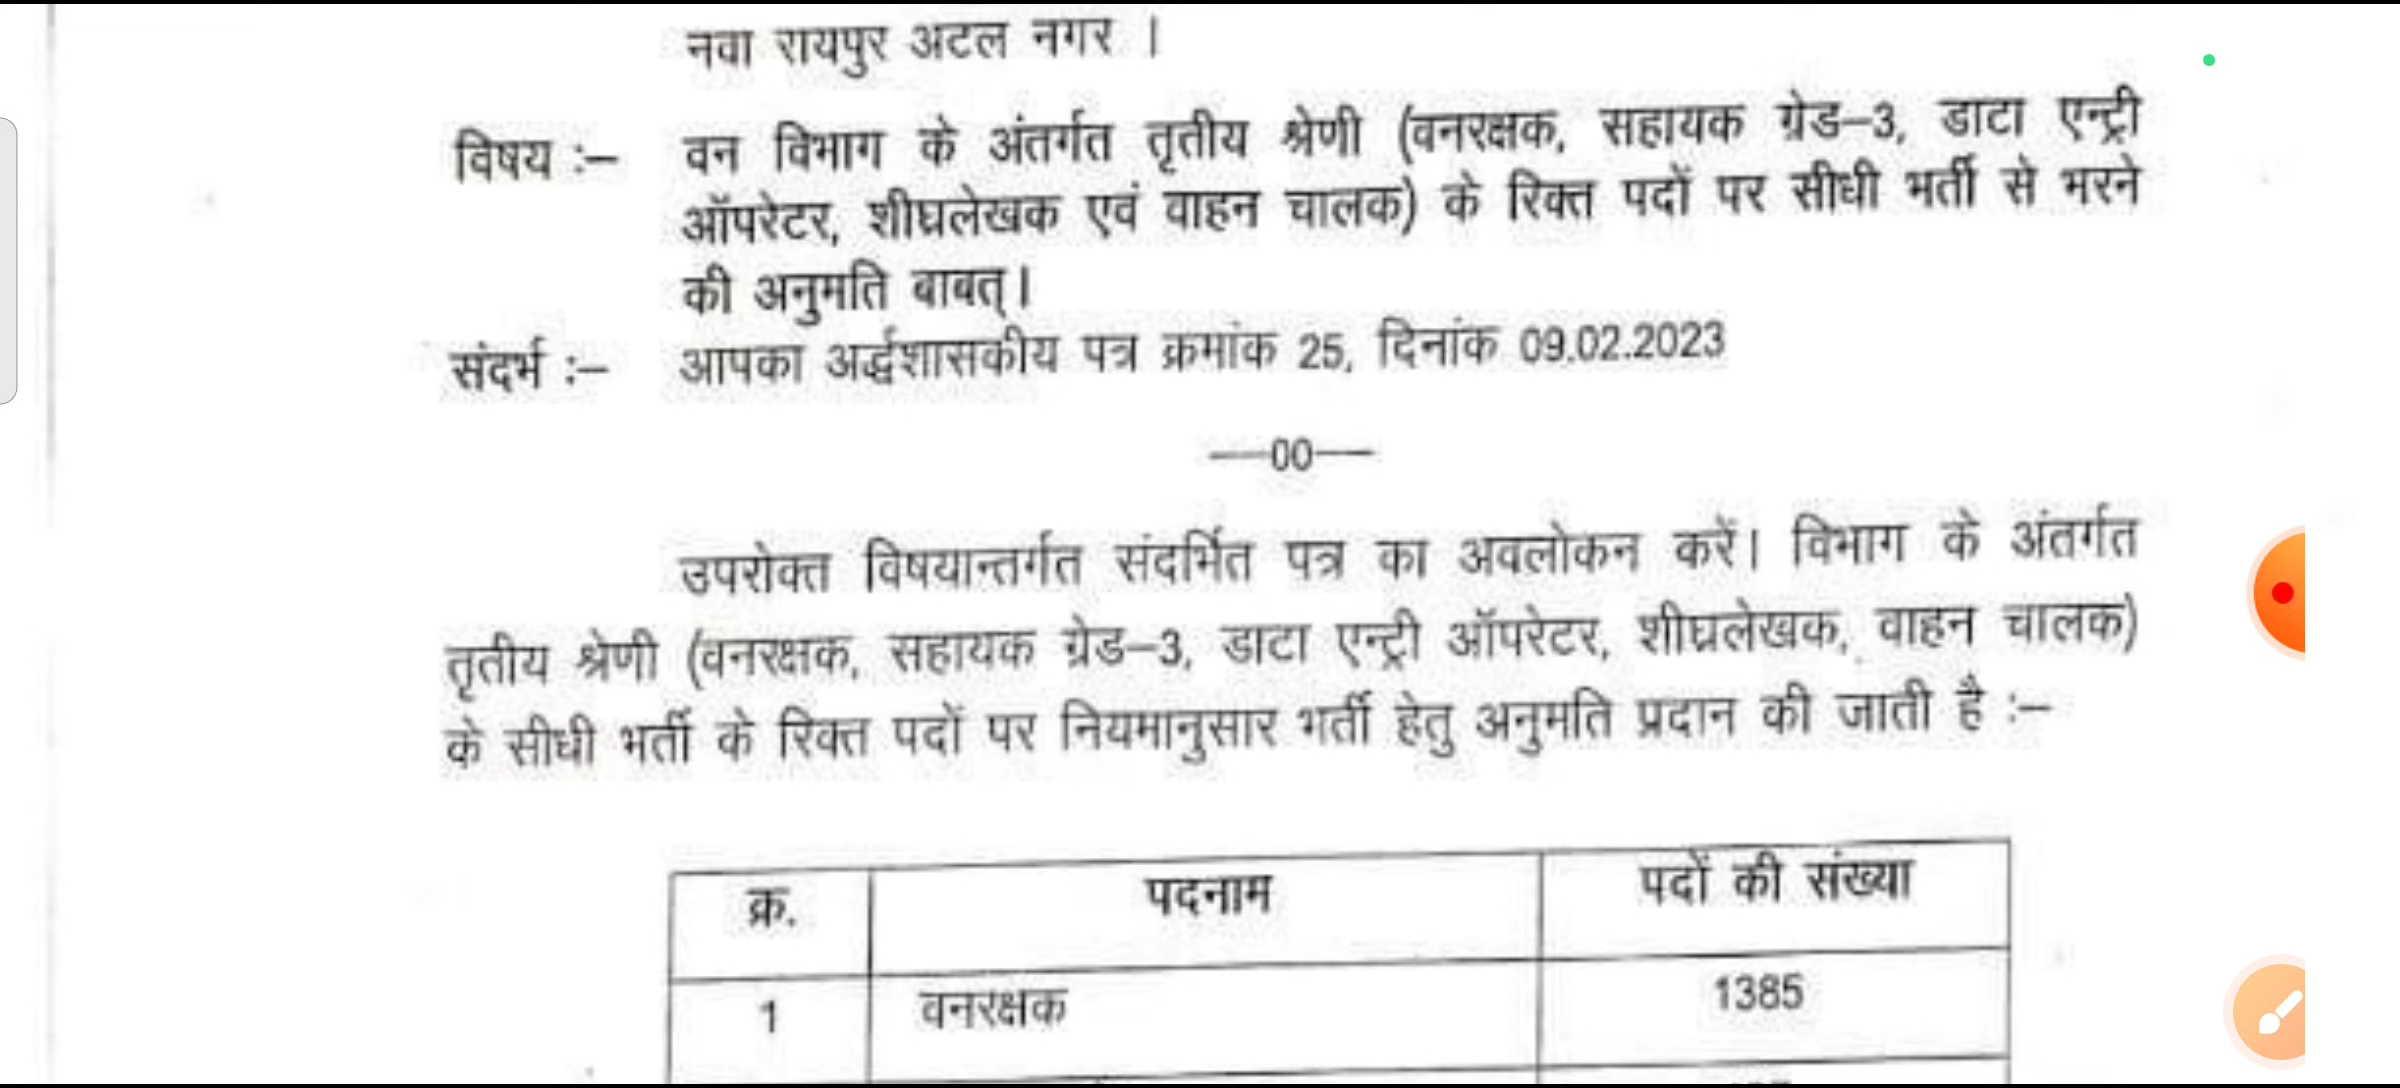 नवा रायपुर अटल नगर ।
विषय :– वन विभाग के अंतर्गत तृतीय श्रेणी (वनरक्षक, सहायक ग्रेड–3, डाटा एन्ट्री
ऑपरेटर, शीघ्रलेखक एवं वाहन चालक) के रिक्त पदों पर सीधी भर्ती से भरने
की अनुमति बाबत्।
संदर्भ :– आपका अर्द्धशासकीय पत्र क्रमांक 25, दिनांक 09.02.2023
—00—
उपरोक्त विषयान्तर्गत संदर्भित पत्र का अवलोकन करें। विभाग के अंतर्गत
तृतीय श्रेणी (वनरक्षक, सहायक ग्रेड–3, डाटा एन्ट्री ऑपरेटर, शीघ्रलेखक, वाहन चालक)
के सीधी भर्ती के रिक्त पदों पर नियमानुसार भर्ती हेतु अनुमति प्रदान की जाती है :–
क्र. पदनाम पदों की संख्या
1 वनरक्षक 1385